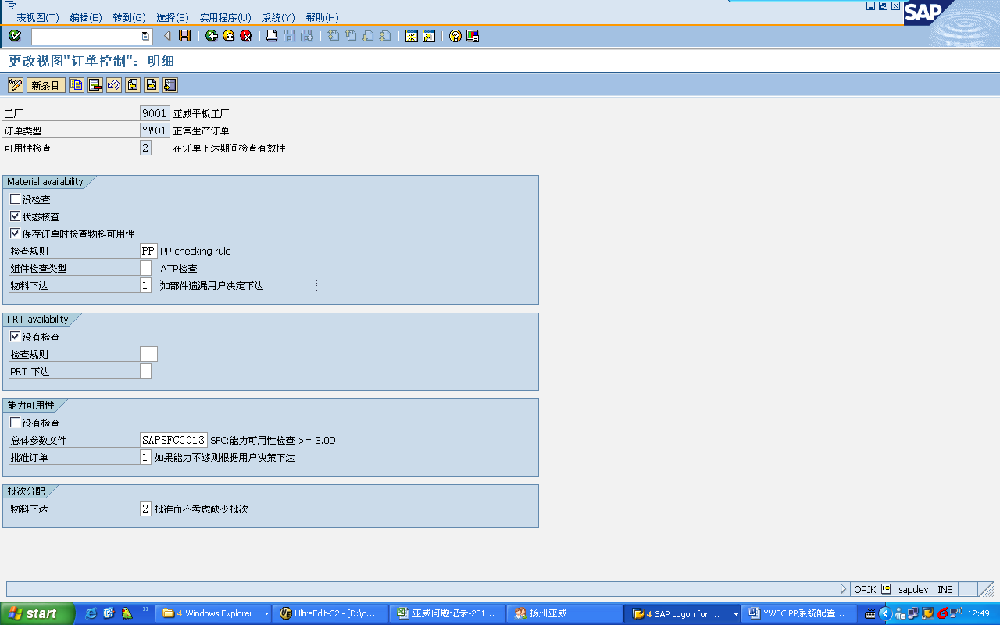 表视图(T) 编辑(E) 转到(G) 选择(S) 实用程序(U) 系统(Y) 帮助(H)
SAP
更改视图"订单控制": 明细
新条目
工厂 9001 亚威平板工厂
订单类型 YW01 正常生产订单
可用性检查 2 在订单下达期间检查有效性
Material availability
没检查
状态核查
保存订单时检查物料可用性
检查规则 PP PP checking rule
组件检查类型 ATP检查
物料下达 1 如部件遗漏用户决定下达
PRT availability
没有检查
检查规则
PRT 下达
能力可用性
没有检查
总体参数文件 SAPSFCG013 SFC:能力可用性检查 >= 3.0D
批准订单 1 如果能力不够则根据用户决策下达
批次分配
物料下达 2 批准而不考虑缺少批次
OPJK sapdev INS
start 4 Windows Explorer UltraEdit-32 - [D:\c... 亚威问题记录-201... 扬州亚威 4 SAP Logon for ... YWEC PP系统配置... 12:49